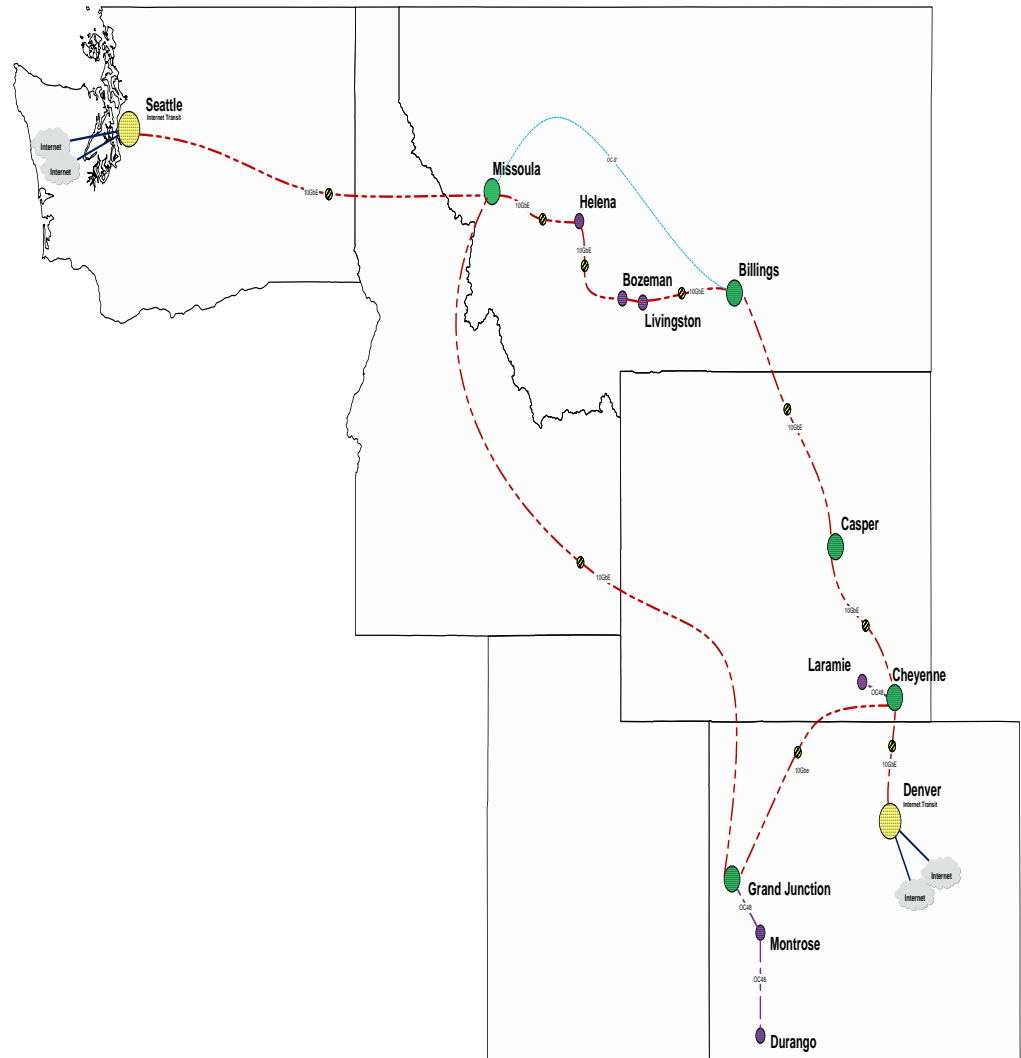 Seattle
Internet Transit
Internet
Internet
10GbE
Missoula
10GbE
Helena
10GbE
Bozeman
Livingston
10GbE
Billings
10GbE
10GbE
Casper
10GbE
Laramie
OC48
Cheyenne
10Gbe
10GbE
Denver
Internet Transit
Internet
Internet
Grand Junction
OC48
Montrose
OC48
Durango